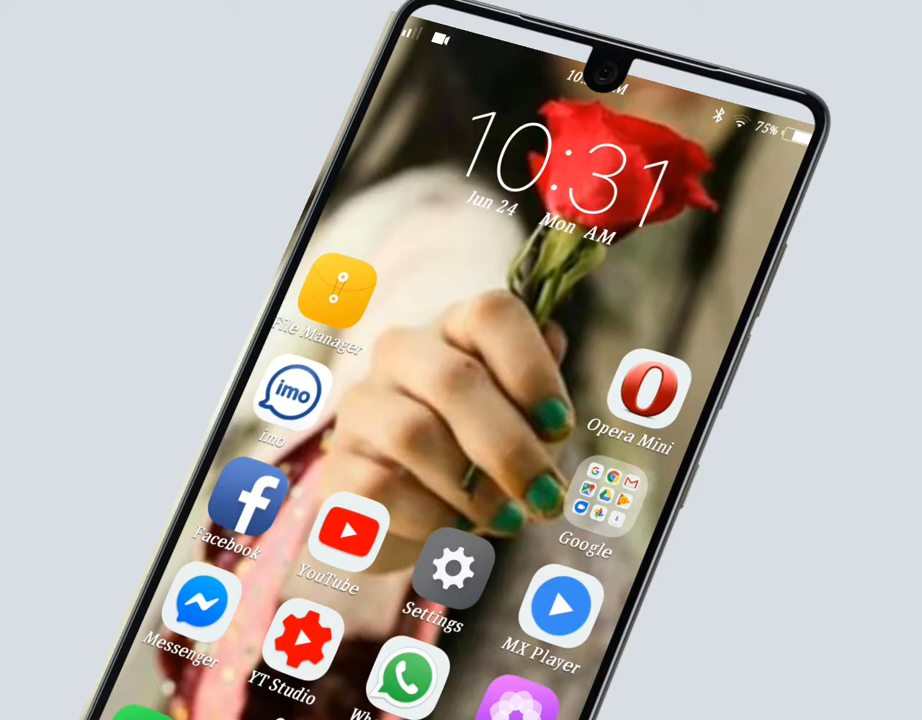 75%
10:31
Jun 24 Mon AM
File Manager
imo
imo
Opera Mini
Facebook
YouTube
Settings
Google
Messenger
YT Studio
MX Player